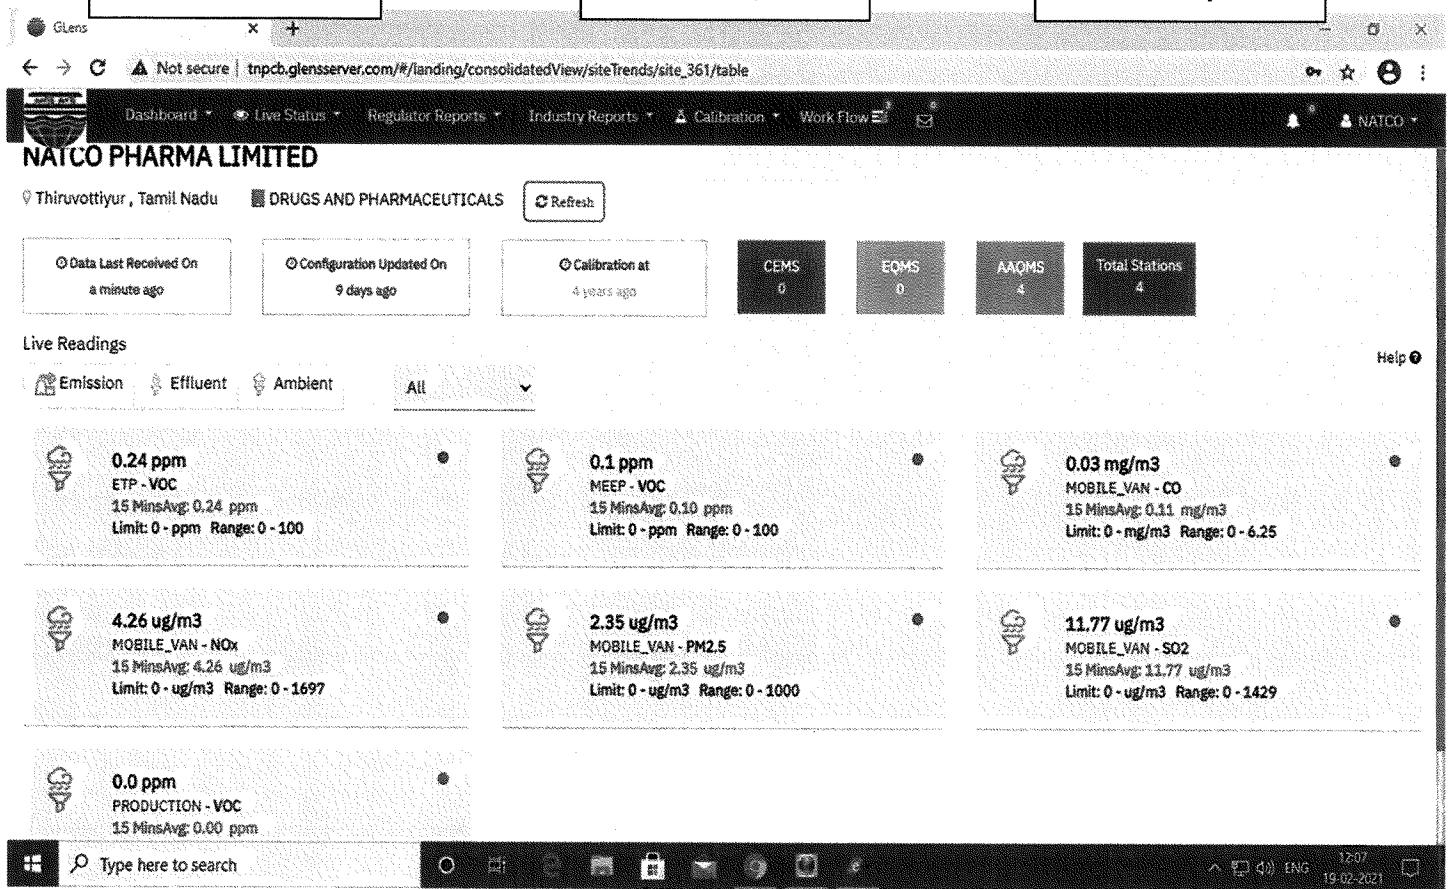 GLens
Not secure | tnpcb.glensserver.com/#/landing/consolidatedView/siteTrends/site_361/table
Dashboard Live Status Regulator Reports Industry Reports Calibration Work Flow 3 0 0 NATCO
NATCO PHARMA LIMITED
Thiruvottiyur , Tamil Nadu DRUGS AND PHARMACEUTICALS Refresh
Data Last Received On Configuration Updated On Calibration at CEMS EQMS AAQMS Total Stations
a minute ago 9 days ago 4 years ago 0 0 4 4
Live Readings
Help
Emission Effluent Ambient All
0.24 ppm 0.1 ppm 0.03 mg/m3
ETP - VOC MEEP - VOC MOBILE_VAN - CO
15 MinsAvg: 0.24 ppm 15 MinsAvg: 0.10 ppm 15 MinsAvg: 0.11 mg/m3
Limit: 0 - ppm Range: 0 - 100 Limit: 0 - ppm Range: 0 - 100 Limit: 0 - mg/m3 Range: 0 - 6.25
4.26 ug/m3 2.35 ug/m3 11.77 ug/m3
MOBILE_VAN - NOx MOBILE_VAN - PM2.5 MOBILE_VAN - SO2
15 MinsAvg: 4.26 ug/m3 15 MinsAvg: 2.35 ug/m3 15 MinsAvg: 11.77 ug/m3
Limit: 0 - ug/m3 Range: 0 - 1697 Limit: 0 - ug/m3 Range: 0 - 1000 Limit: 0 - ug/m3 Range: 0 - 1429
0.0 ppm
PRODUCTION - VOC
15 MinsAvg: 0.00 ppm
Type here to search ENG 12:07
19-02-2021